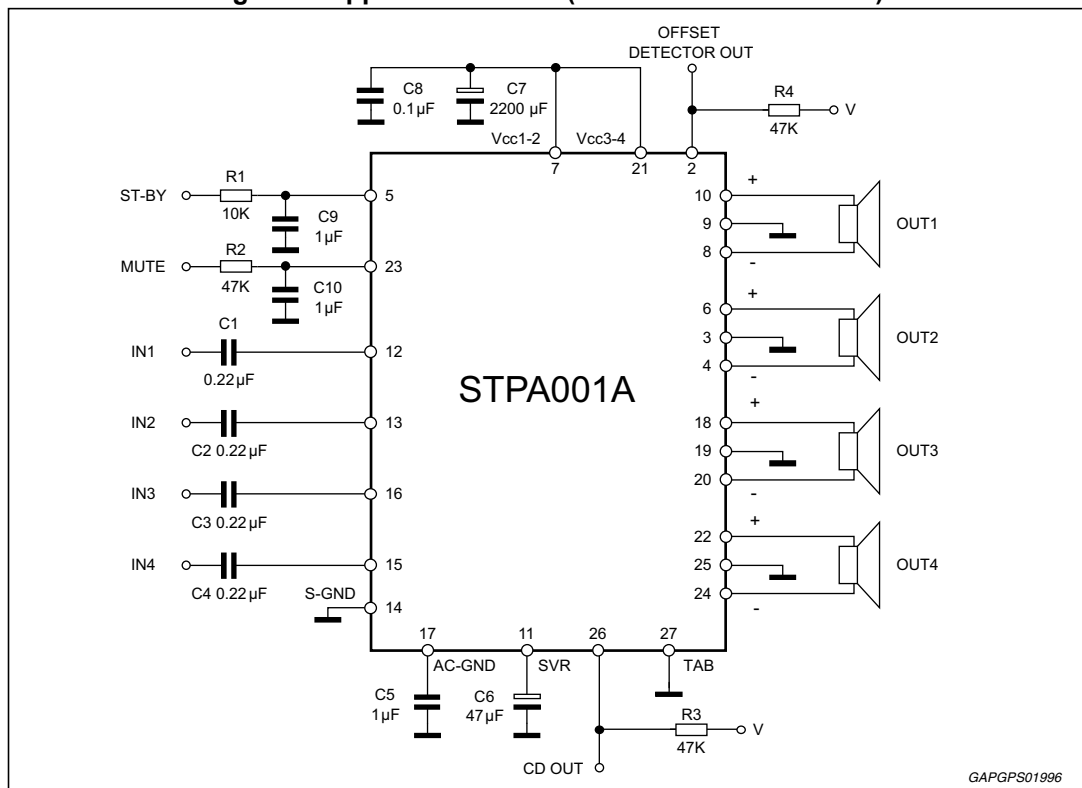 OFFSET
DETECTOR OUT
C8
0.1µF
C7
2200 µF
R4
47K
V
Vcc1-2
Vcc3-4
7
21
2
ST-BY
R1
10K
5
C9
1µF
MUTE
R2
47K
23
C10
1µF
IN1
C1
0.22µF
12
IN2
C2 0.22µF
13
IN3
C3 0.22µF
16
IN4
C4 0.22µF
15
S-GND
14
STPA001A
10
+
9
8
-
OUT1
6
+
3
4
-
OUT2
18
+
19
20
-
OUT3
22
+
25
24
-
OUT4
17
AC-GND
11
SVR
26
27
TAB
C5
1µF
C6
47µF
R3
47K
V
CD OUT
GAPGPS01996